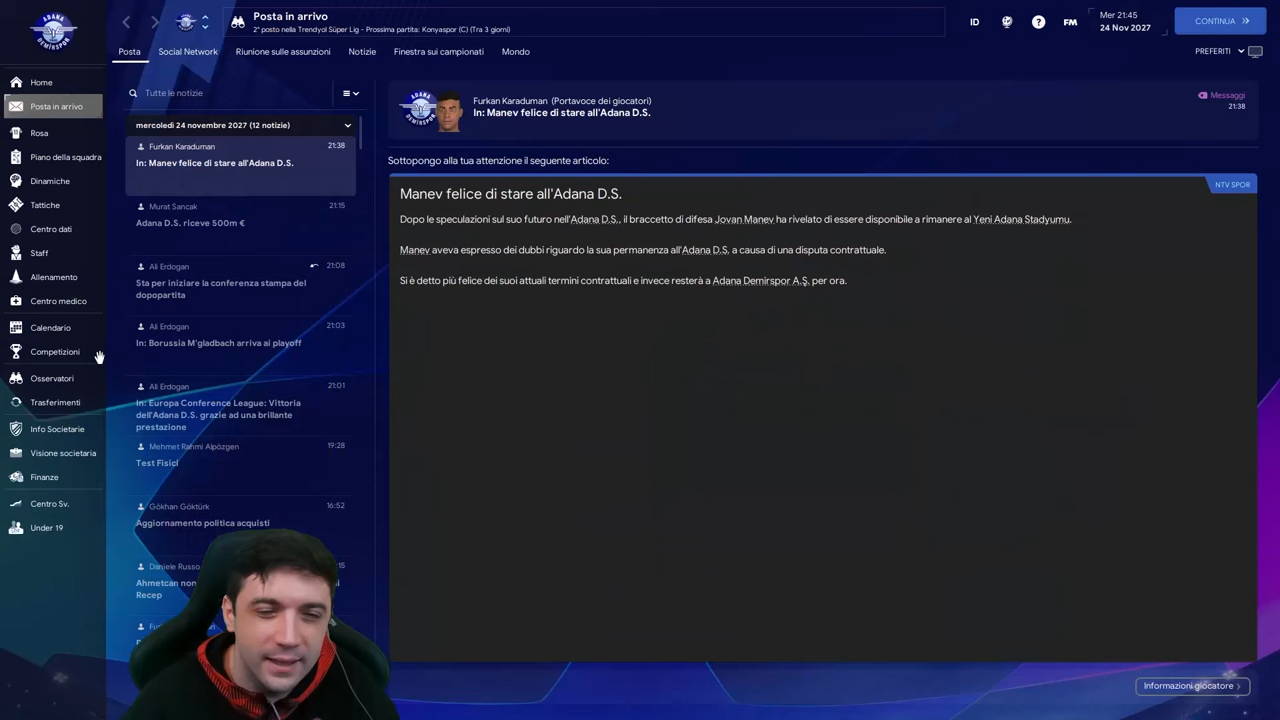 ADANA
DEMİRSPOR
Posta in arrivo
2° posto nella Trendyol Süper Lig - Prossima partita: Konyaspor (C) (Tra 3 giorni)
ID
FM
Mer 21:45
24 Nov 2027
CONTINUA
Posta
Social Network
Riunione sulle assunzioni
Notizie
Finestra sui campionati
Mondo
PREFERITI
Home
Posta in arrivo
Rosa
Piano della squadra
Dinamiche
Tattiche
Centro dati
Staff
Allenamento
Centro medico
Calendario
Competizioni
Osservatori
Trasferimenti
Info Societarie
Visione societaria
Finanze
Centro Sv.
Under 19
Tutte le notizie
mercoledì 24 novembre 2027 (12 notizie)
Furkan Karaduman 21:38
In: Manev felice di stare all'Adana D.S.
Murat Sancak 21:15
Adana D.S. riceve 500m €
Ali Erdogan 21:08
Sta per iniziare la conferenza stampa del
dopopartita
Ali Erdogan 21:03
In: Borussia M'gladbach arriva ai playoff
Ali Erdogan 21:01
In: Europa Conference League: Vittoria
dell'Adana D.S. grazie ad una brillante
prestazione
Mehmet Rahmi Alpözgen 19:28
Test Fisici
Gökhan Göktürk 16:52
Aggiornamento politica acquisti
Daniele Russo
Ahmetcan non
Recep
Furkan Karaduman (Portavoce dei giocatori)
In: Manev felice di stare all'Adana D.S.
Messaggi
21:38
Sottopongo alla tua attenzione il seguente articolo:
NTV SPOR
Manev felice di stare all'Adana D.S.
Dopo le speculazioni sul suo futuro nell'Adana D.S., il braccetto di difesa Jovan Manev ha rivelato di essere disponibile a rimanere al Yeni Adana Stadyumu.
Manev aveva espresso dei dubbi riguardo la sua permanenza all'Adana D.S. a causa di una disputa contrattuale.
Si è detto più felice dei suoi attuali termini contrattuali e invece resterà a Adana Demirspor A.Ş. per ora.
Informazioni giocatore